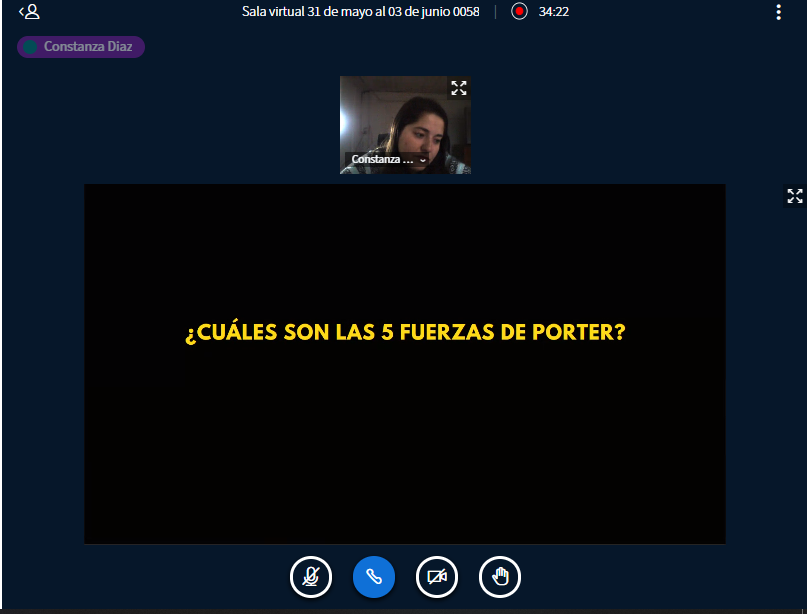 Sala virtual 31 de mayo al 03 de junio 0058
34:22
Constanza Diaz
Constanza ...
¿CUÁLES SON LAS 5 FUERZAS DE PORTER?